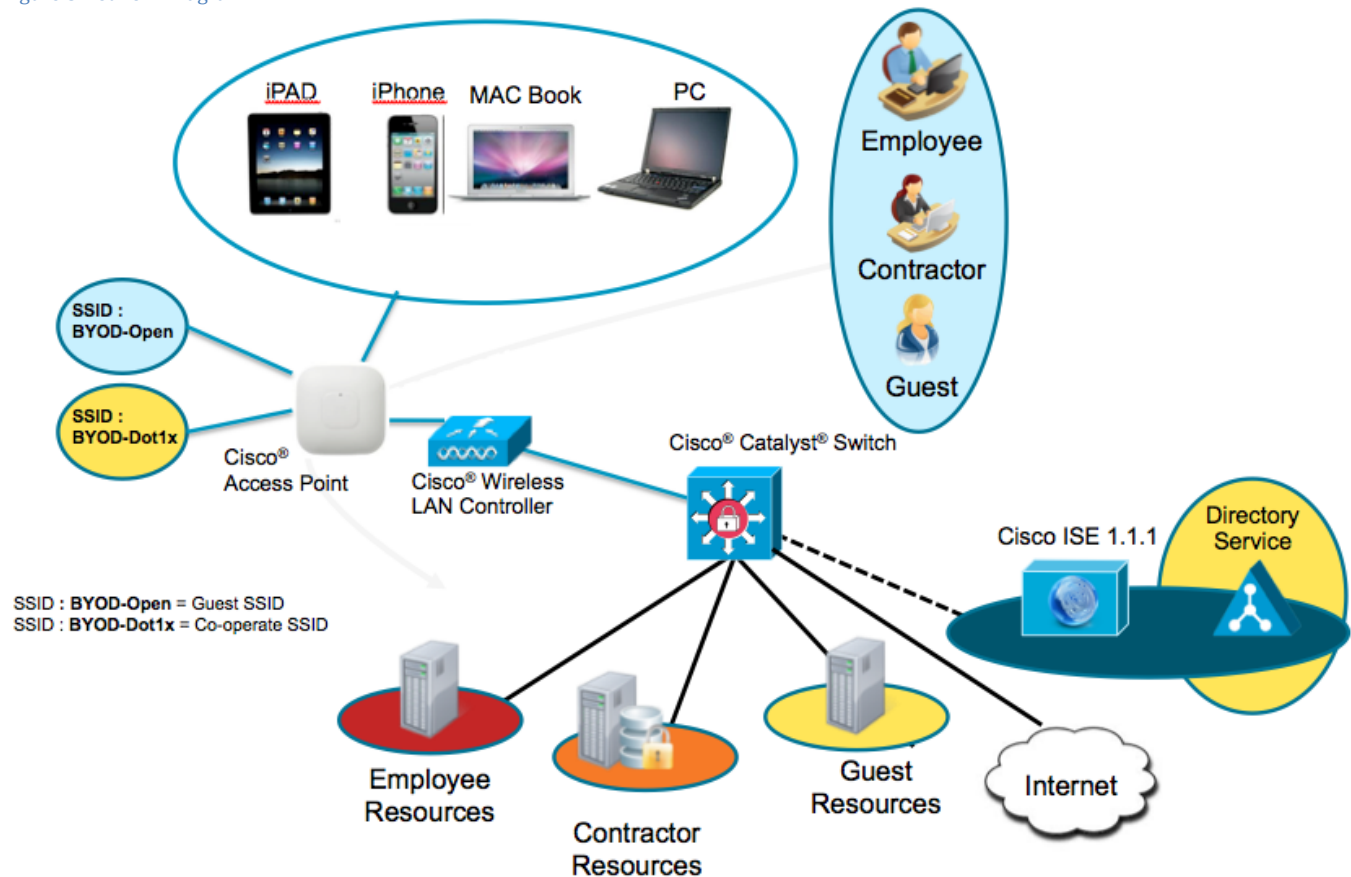 iPAD
iPhone
MAC Book
PC
Employee
Contractor
Guest
SSID :
BYOD-Open
SSID :
BYOD-Dot1x
Cisco®
Access Point
Cisco® Wireless
LAN Controller
Cisco® Catalyst® Switch
Cisco ISE 1.1.1
Directory
Service
SSID : BYOD-Open = Guest SSID
SSID : BYOD-Dot1x = Co-operate SSID
Employee
Resources
Contractor
Resources
Guest
Resources
Internet